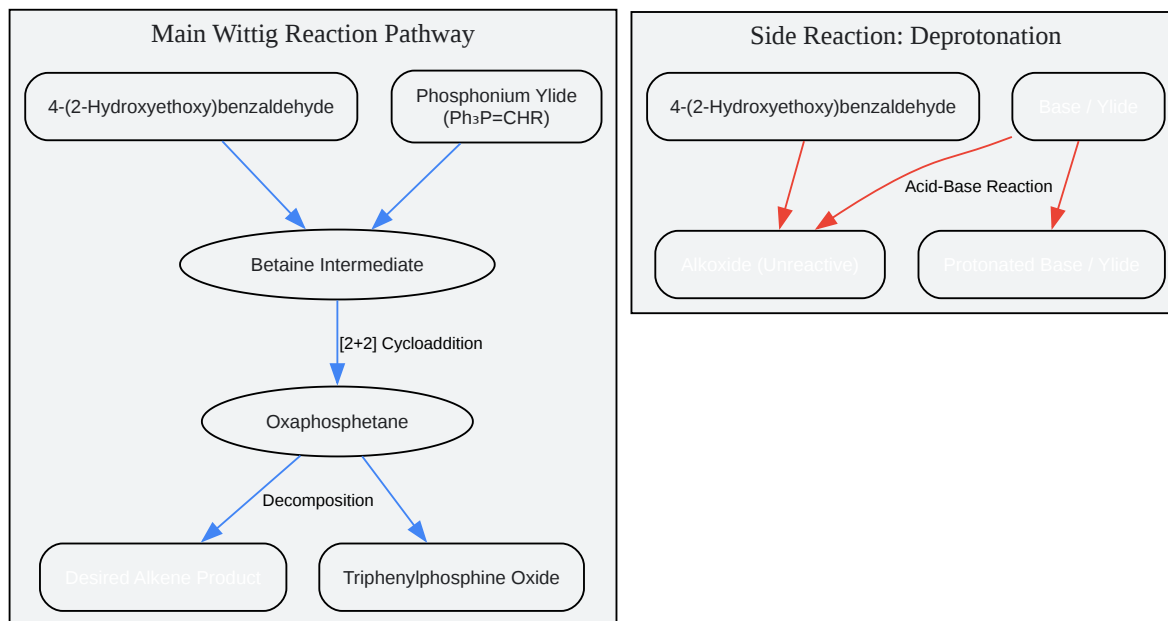 Main Wittig Reaction Pathway
4-(2-Hydroxyethoxy)benzaldehyde
Phosphonium Ylide
(Ph₃P=CHR)
Betaine Intermediate
[2+2] Cycloaddition
Oxaphosphetane
Decomposition
Desired Alkene Product
Triphenylphosphine Oxide
Side Reaction: Deprotonation
4-(2-Hydroxyethoxy)benzaldehyde
Base / Ylide
Acid-Base Reaction
Alkoxide (Unreactive)
Protonated Base / Ylide